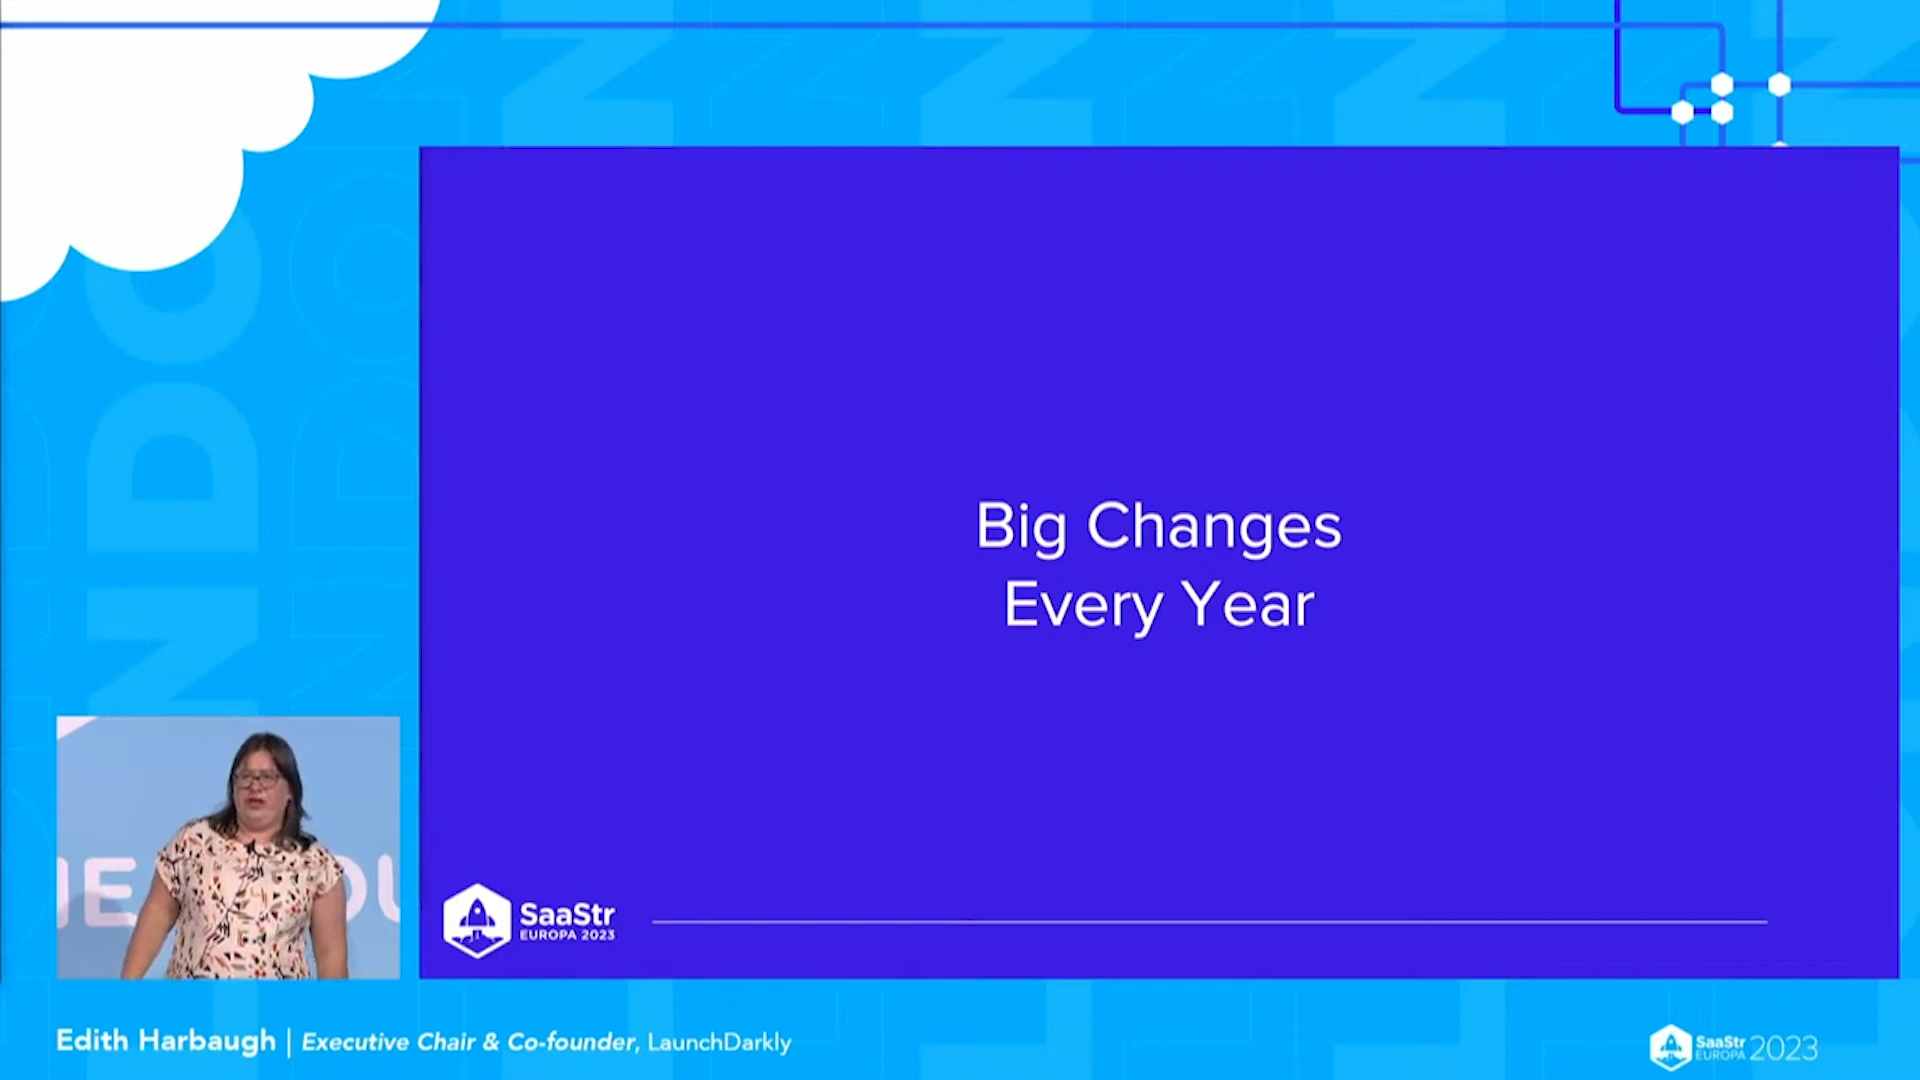 Big Changes
Every Year
SaaStr
EUROPA 2023
Edith Harbaugh | Executive Chair & Co-founder, LaunchDarkly
SaaStr
EUROPA 2023